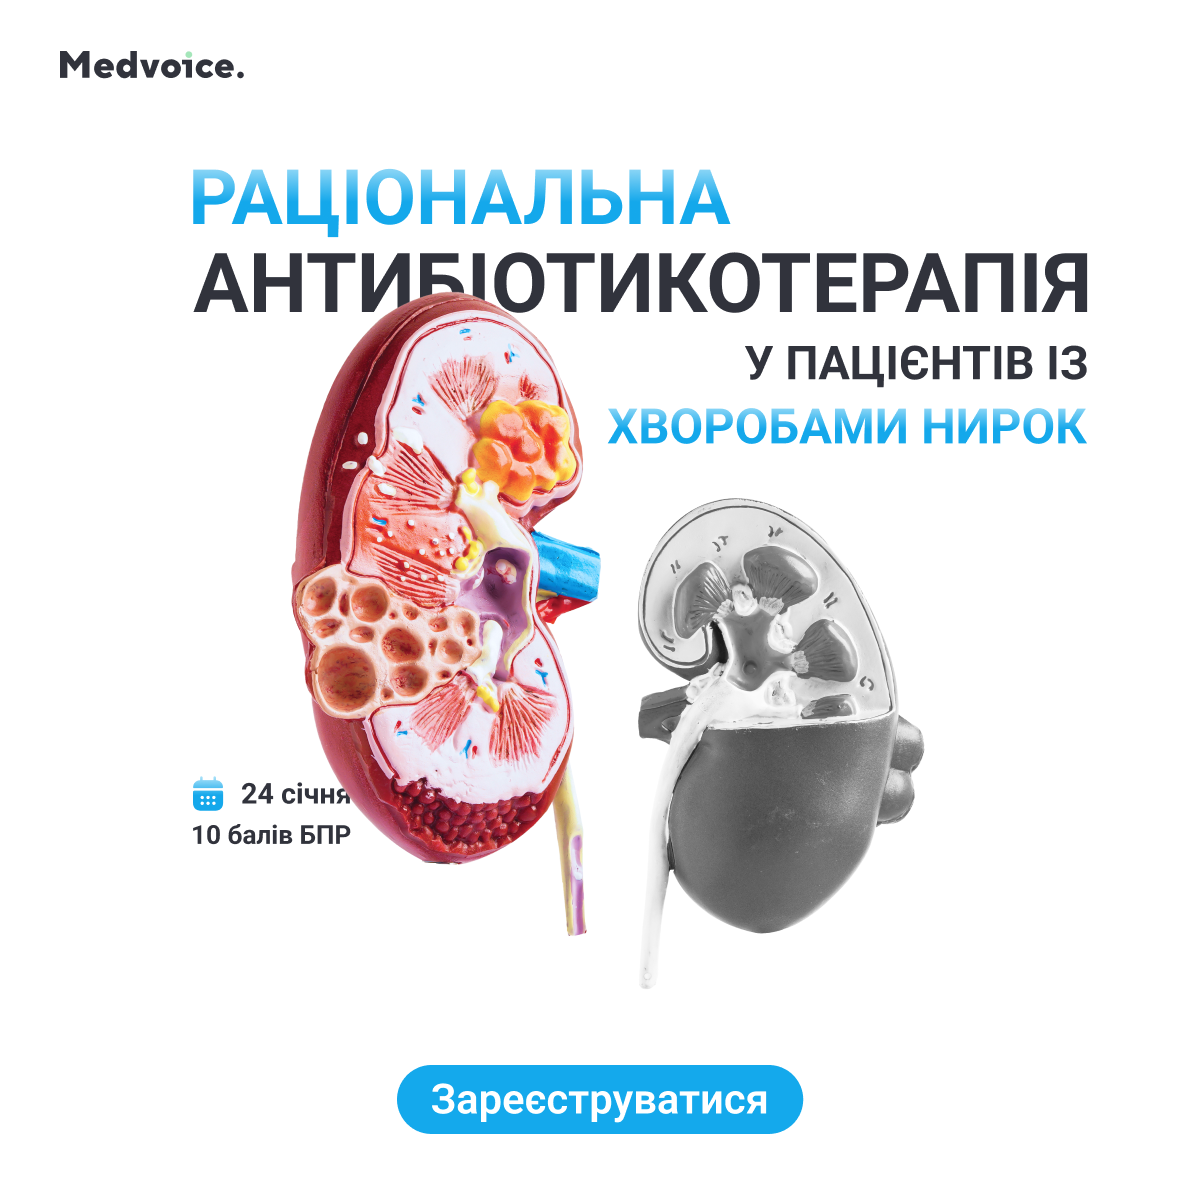 Medvoice.
РАЦІОНАЛЬНА
АНТИБІОТИКОТЕРАПІЯ
У ПАЦІЄНТІВ ІЗ
ХВОРОБАМИ НИРОК
24 січня
10 балів БПР
Зареєструватися